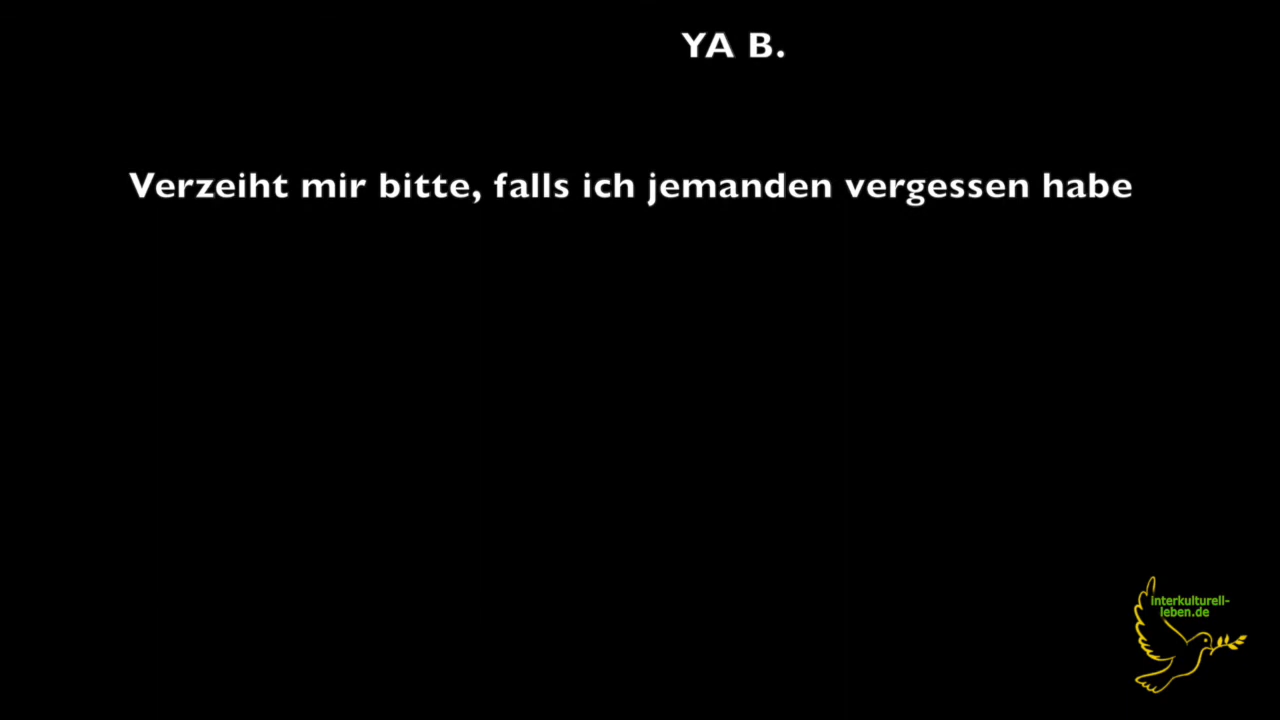 YA B.
Verzeiht mir bitte, falls ich jemanden vergessen habe
interkulturell-
leben.de